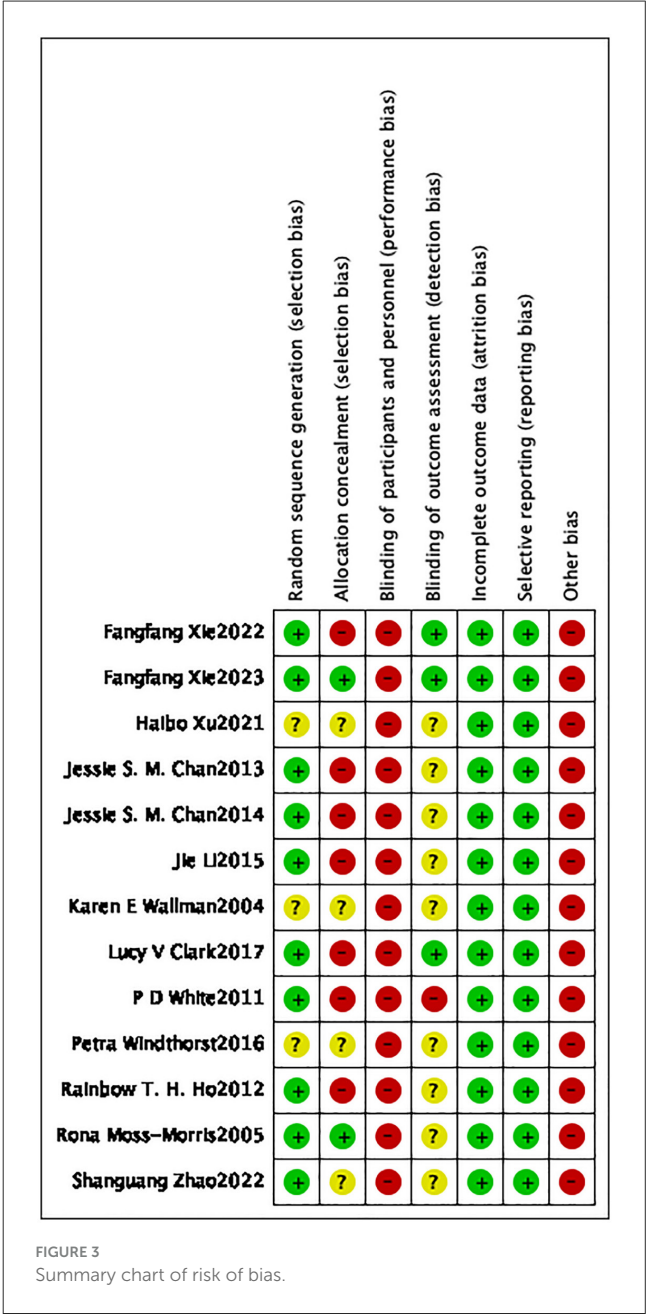 Random sequence generation (selection bias)
Allocation concealment (selection bias)
Blinding of participants and personnel (performance bias)
Blinding of outcome assessment (detection bias)
Incomplete outcome data (attrition bias)
Selective reporting (reporting bias)
Other bias
Fangfang Xie2022 + - - + + + -
Fangfang Xie2023 + + - + + + -
Haibo Xu2021 ? ? - ? + + -
Jessie S. M. Chan2013 + - - ? + + -
Jessie S. M. Chan2014 + - - ? + + -
Jie Li2015 + - - ? + + -
Karen E Wallman2004 ? ? - ? + + -
Lucy V Clark2017 + - - + + + -
P D White2011 + - - - + + -
Petra Windthorst2016 ? ? - ? + + -
Rainbow T. H. Ho2012 + - - ? + + -
Rona Moss-Morris2005 + + - ? + + -
Shanguang Zhao2022 + ? - ? + + -
FIGURE 3
Summary chart of risk of bias.